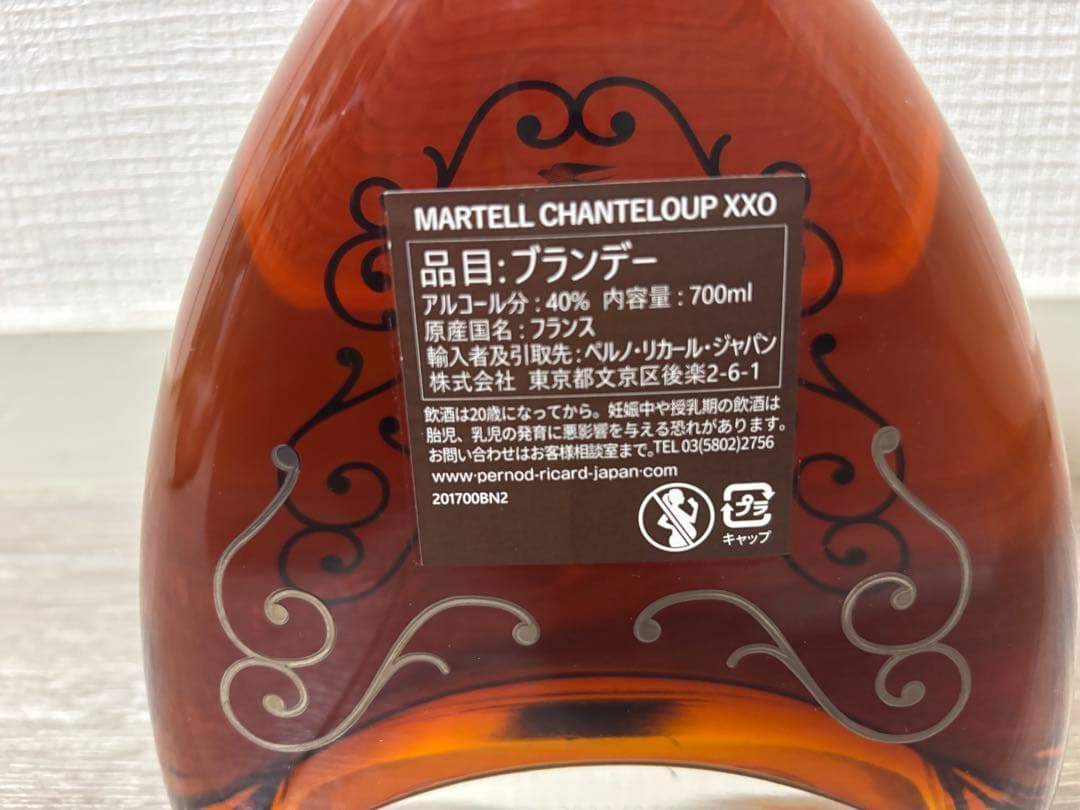 MARTELL CHANTELOUP XXO
品目:ブランデー
アルコール分:40% 内容量:700ml
原産国名:フランス
輸入者及引取先:ペルノ・リカール・ジャパン
株式会社 東京都文京区後楽2-6-1
飲酒は20歳になってから。妊娠中や授乳期の飲酒は
胎児、乳児の発育に悪影響を与える恐れがあります。
お問い合わせはお客様相談室まで。TEL 03(5802)2756
www·pernod-ricard-japan·com
201700BN2
プラ
キャップ